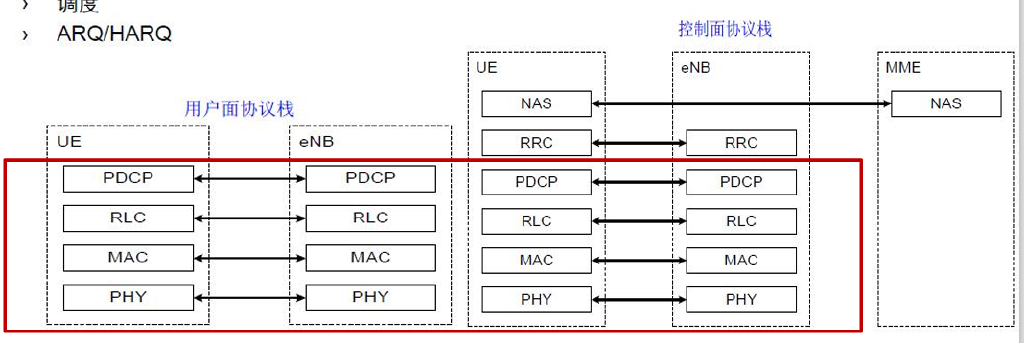 调度
ARQ/HARQ
控制面协议栈
用户面协议栈
UE
eNB
PDCP
PDCP
RLC
RLC
MAC
MAC
PHY
PHY
UE
eNB
MME
NAS
NAS
RRC
RRC
PDCP
PDCP
RLC
RLC
MAC
MAC
PHY
PHY